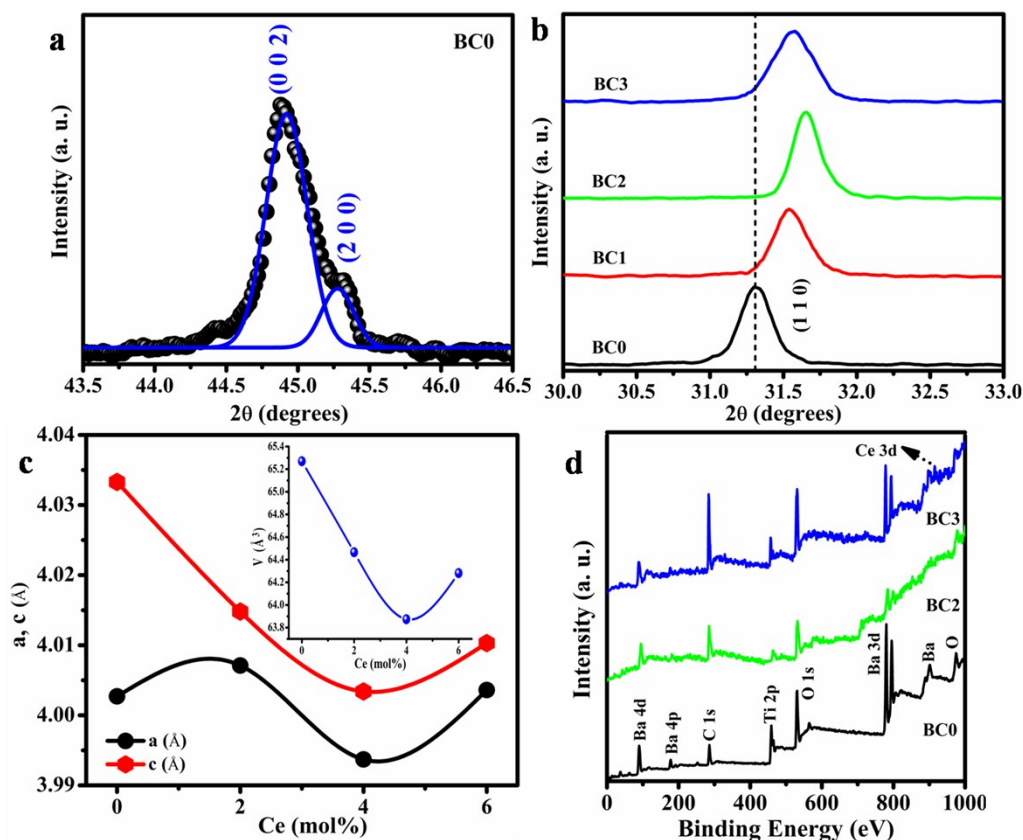 a
BC0
(0 0 2)
(2 0 0)
Intensity (a. u.)
43.5 44.0 44.5 45.0 45.5 46.0 46.5
2θ (degrees)
b
BC3
BC2
BC1
BC0
(1 1 0)
Intensity (a. u.)
30.0 30.5 31.0 31.5 32.0 32.5 33.0
2θ (degrees)
c
4.04
4.03
4.02
4.01
4.00
3.99
a, c (Å)
a (Å)
c (Å)
0 2 4 6
Ce (mol%)
65.4
65.2
65.0
64.8
64.6
64.4
64.2
64.0
63.8
V (Å³)
0 1 2 3 4 5 6
Ce (mol%)
d
Ce 3d
BC3
BC2
BC0
Ba 4d
Ba 4p
C 1s
Ti 2p
O 1s
Ba 3d
Ba
O
Intensity (a. u.)
0 200 400 600 800 1000
Binding Energy (eV)